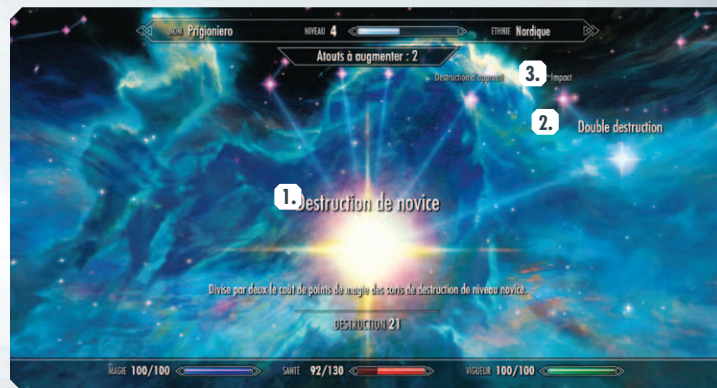 NOM Prigioniero NIVEAU 4 ETHNIE Nordique
Atouts à augmenter : 2
Destruction d'apprenti 3. Impact
2. Double destruction
1. Destruction de novice
Divise par deux le coût de points de magie des sorts de destruction de niveau novice.
DESTRUCTION 21
MAGIE 100/100 SANTÉ 92/130 VIGUEUR 100/100